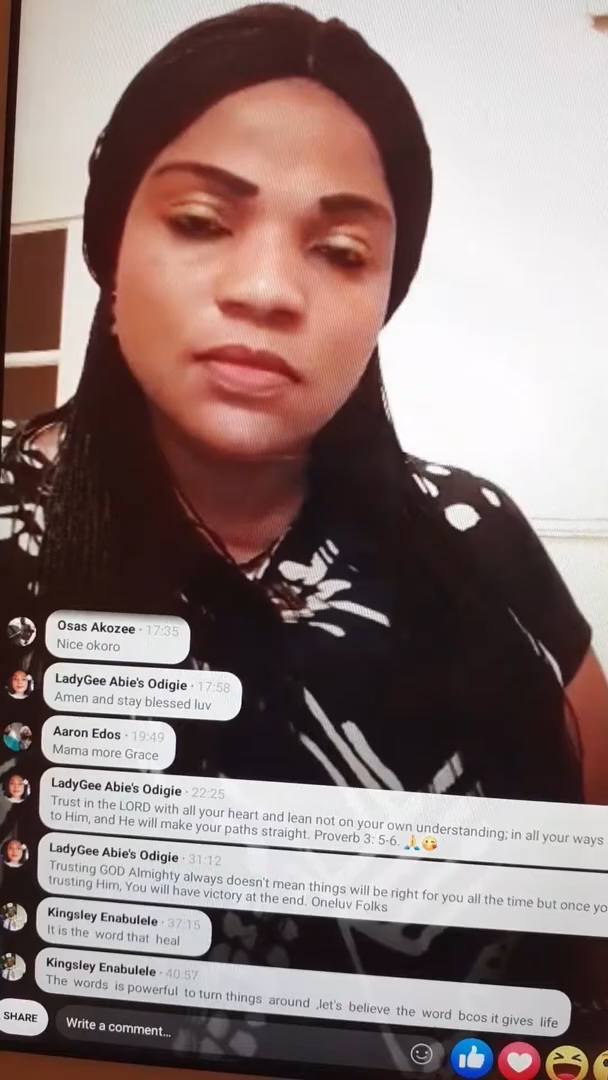 Osas Akozee · 17:35
Nice okoro
LadyGee Abie's Odigie · 17:58
Amen and stay blessed luv
Aaron Edos · 19:49
Mama more Grace
LadyGee Abie's Odigie · 22:25
Trust in the LORD with all your heart and lean not on your own understanding; in all your ways
to Him, and He will make your paths straight. Proverb 3: 5-6. 🙏😘
LadyGee Abie's Odigie · 31:12
Trusting GOD Almighty always doesn't mean things will be right for you all the time but once yo
trusting Him, You will have victory at the end. Oneluv Folks
Kingsley Enabulele · 37:15
It is the word that heal
Kingsley Enabulele · 40:57
The words is powerful to turn things around ,let's believe the word bcos it gives life
SHARE
Write a comment...